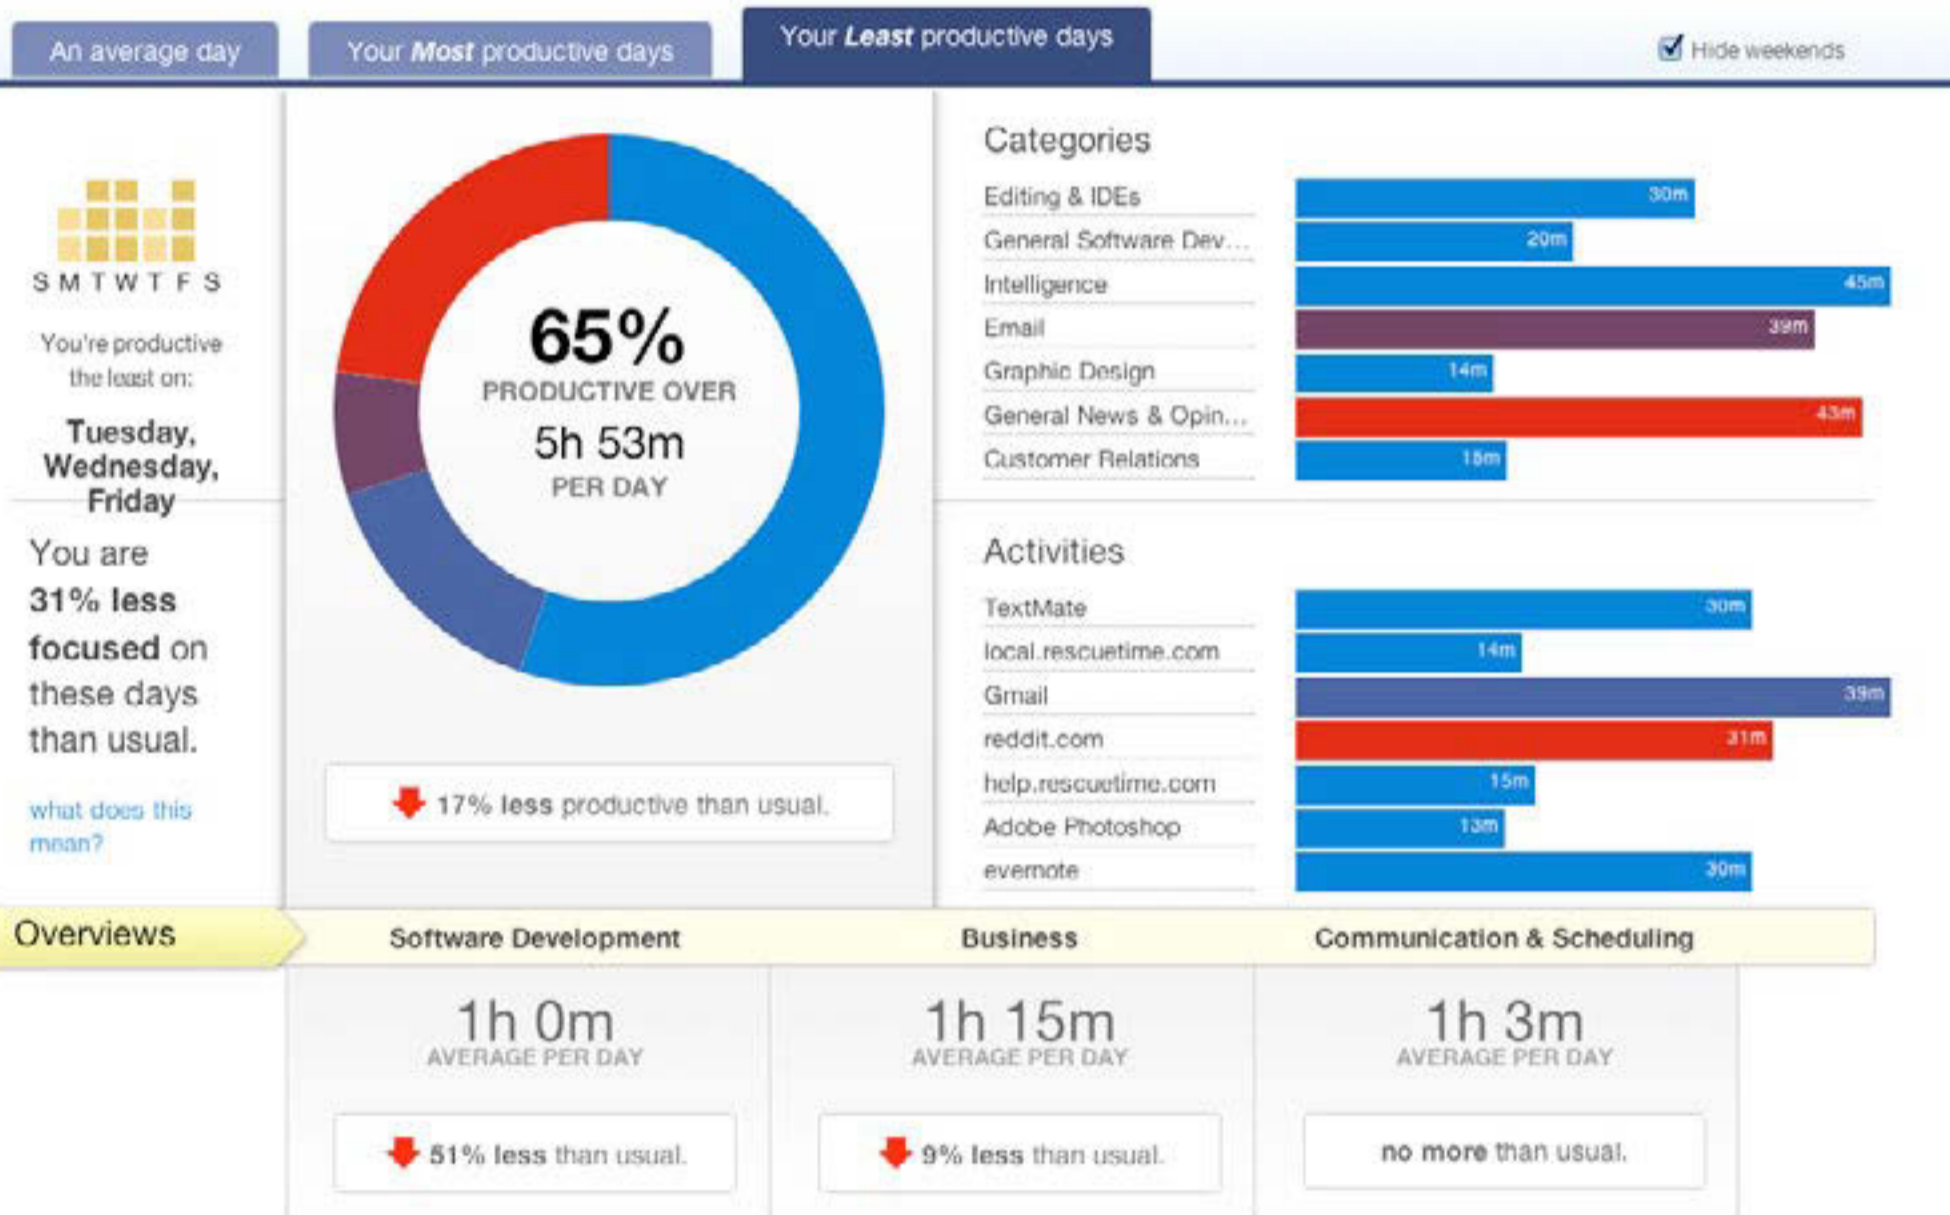 An average day
Your Most productive days
Your Least productive days
Hide weekends
S M T W T F S
You're productive
the least on:
Tuesday,
Wednesday,
Friday
You are
31% less
focused on
these days
than usual.
what does this
mean?
65%
PRODUCTIVE OVER
5h 53m
PER DAY
17% less productive than usual.
Categories
Editing & IDEs 30m
General Software Dev... 20m
Intelligence 45m
Email 39m
Graphic Design 14m
General News & Opin... 43m
Customer Relations
Activities
TextMate 30m
local.rescuetime.com 14m
Gmail 39m
reddit.com 31m
help.rescuetime.com 15m
Adobe Photoshop 13m
evernote 30m
Overviews
Software Development
Business
Communication & Scheduling
1h 0m
AVERAGE PER DAY
51% less than usual.
1h 15m
AVERAGE PER DAY
9% less than usual.
1h 3m
AVERAGE PER DAY
no more than usual.